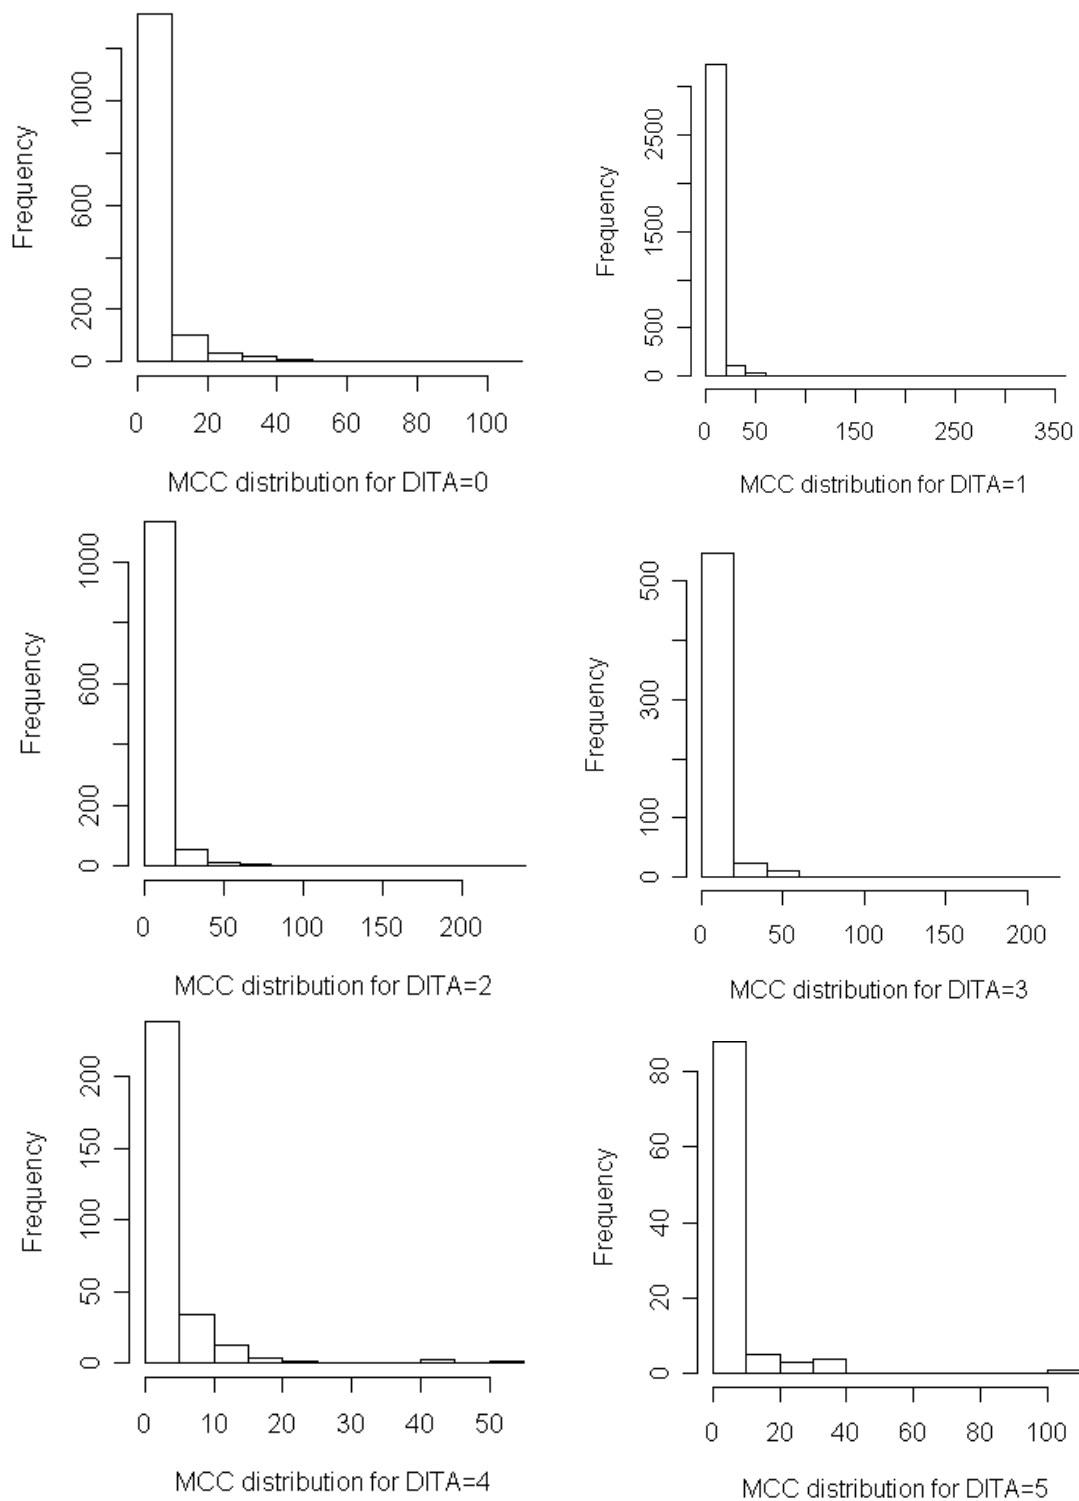 Frequency
1000
600
200
0
0 20 40 60 80 100
MCC distribution for DITA=0
Frequency
2500
1500
500
0
0 50 150 250 350
MCC distribution for DITA=1
Frequency
1000
600
200
0
0 50 100 150 200
MCC distribution for DITA=2
Frequency
500
300
100
0
0 50 100 150 200
MCC distribution for DITA=3
Frequency
200
150
100
50
0
0 10 20 30 40 50
MCC distribution for DITA=4
Frequency
80
60
40
20
0
0 20 40 60 80 100
MCC distribution for DITA=5